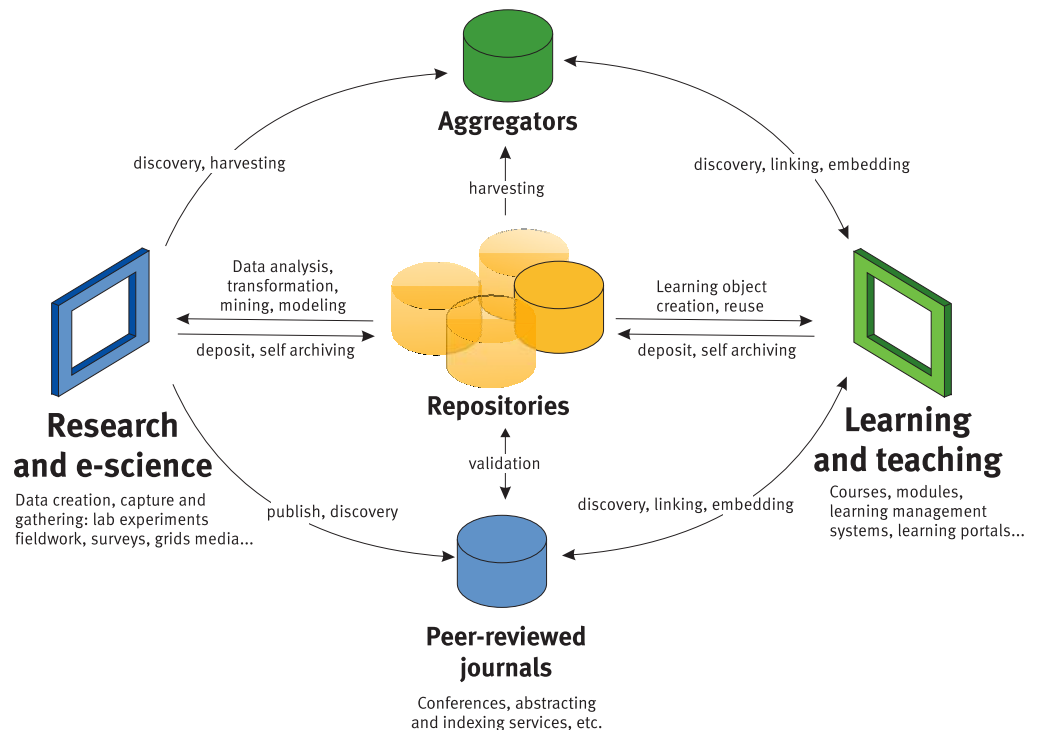 Aggregators
discovery, harvesting
discovery, linking, embedding
harvesting
Data analysis,
transformation,
mining, modeling
Learning object
creation, reuse
deposit, self archiving
deposit, self archiving
Repositories
Research
and e-science
Data creation, capture and
gathering: lab experiments
fieldwork, surveys, grids media...
Learning
and teaching
Courses, modules,
learning management
systems, learning portals...
validation
publish, discovery
discovery, linking, embedding
Peer-reviewed
journals
Conferences, abstracting
and indexing services, etc.